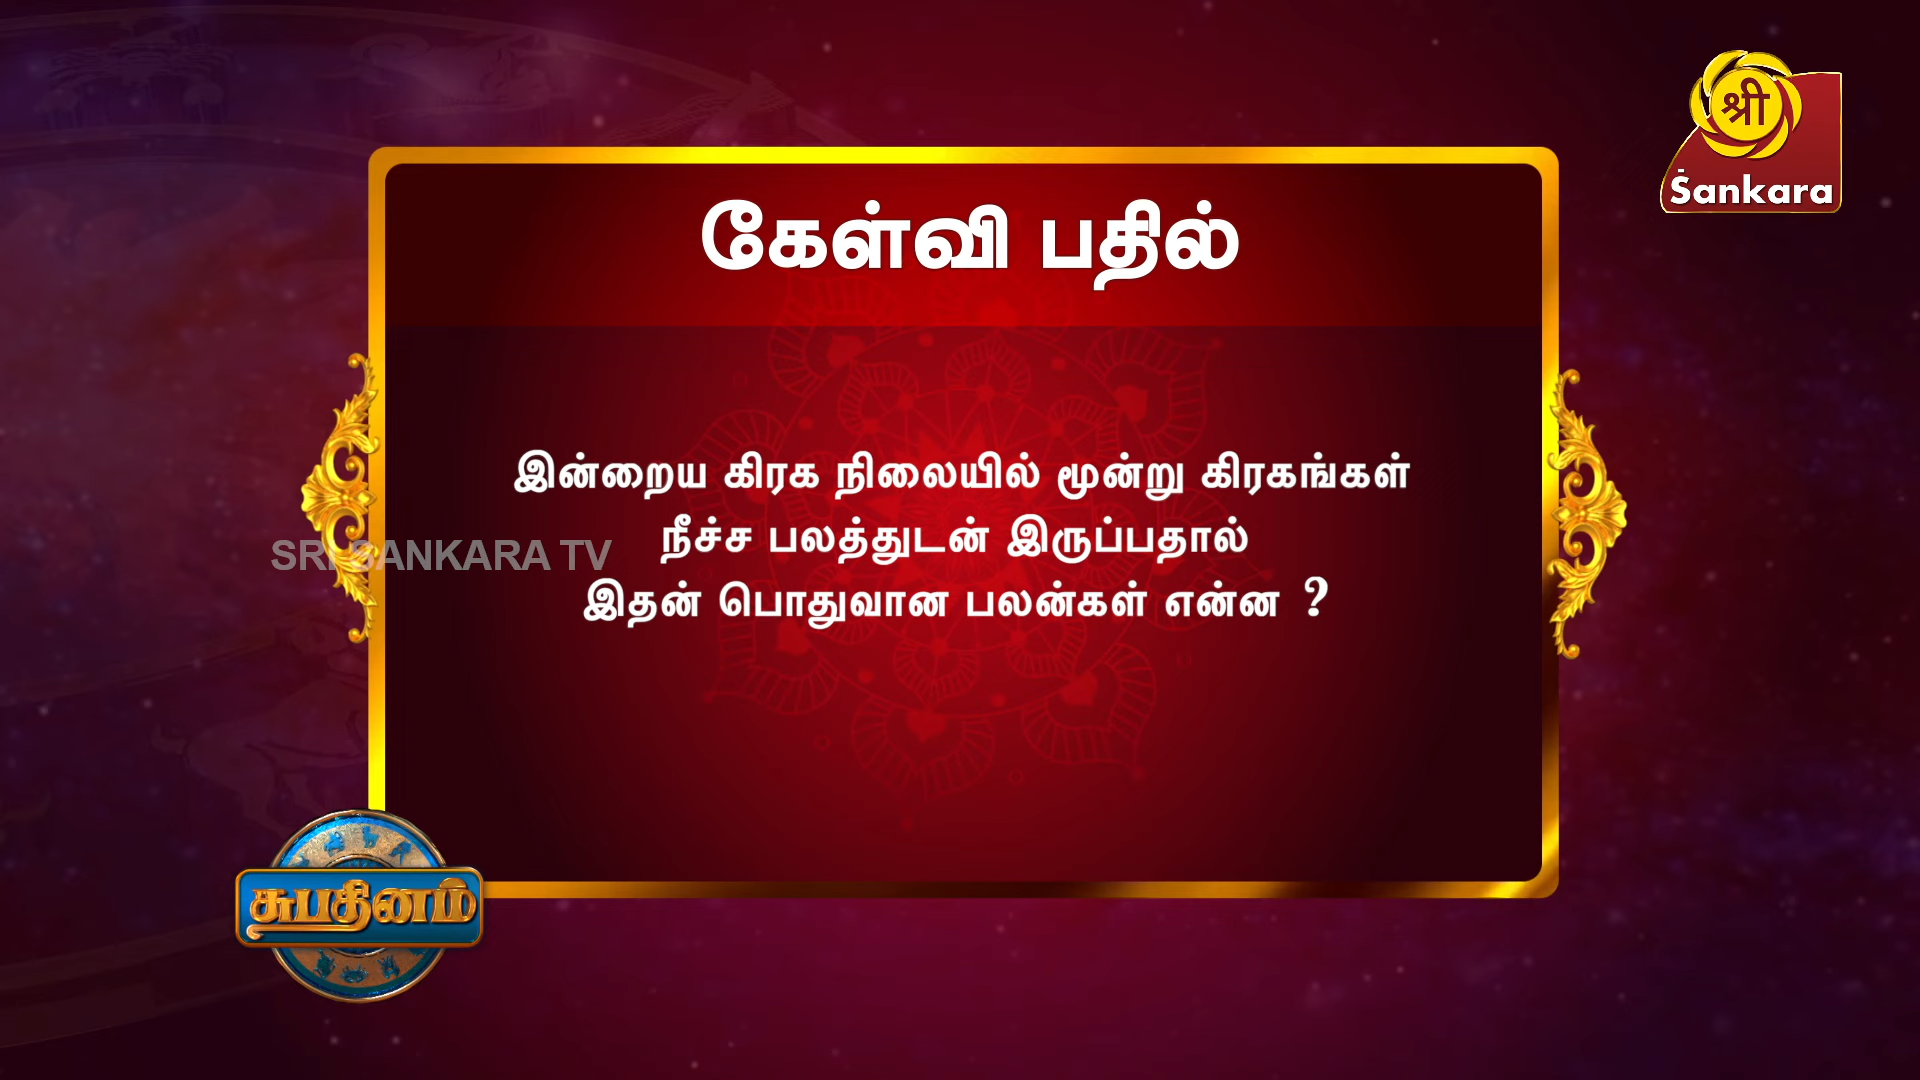 श्री
Sankara
கேள்வி பதில்
இன்றைய கிரக நிலையில் மூன்று கிரகங்கள்
நீச்ச பலத்துடன் இருப்பதால்
SRI SANKARA TV
இதன் பொதுவான பலன்கள் என்ன ?
சுபதினம்